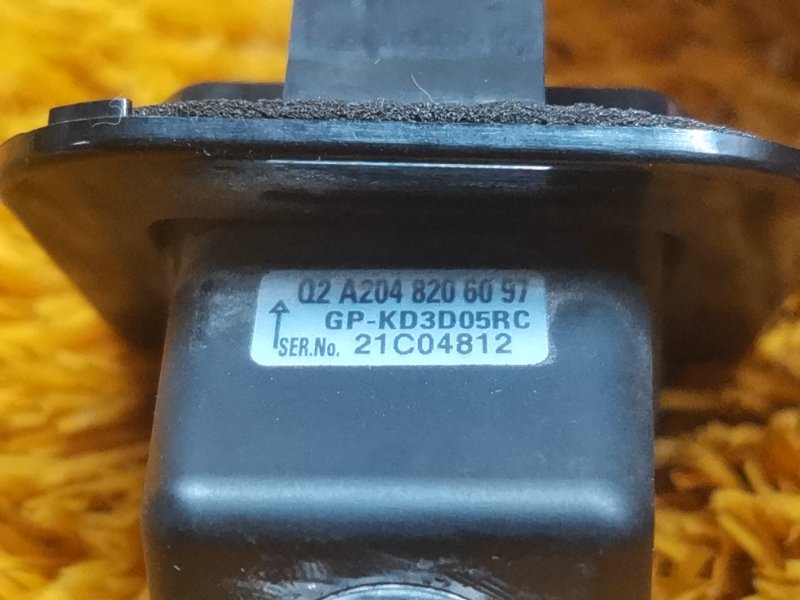 Q2 A204 820 60 97
GP-KD3D05RC
SER.No. 21C04812